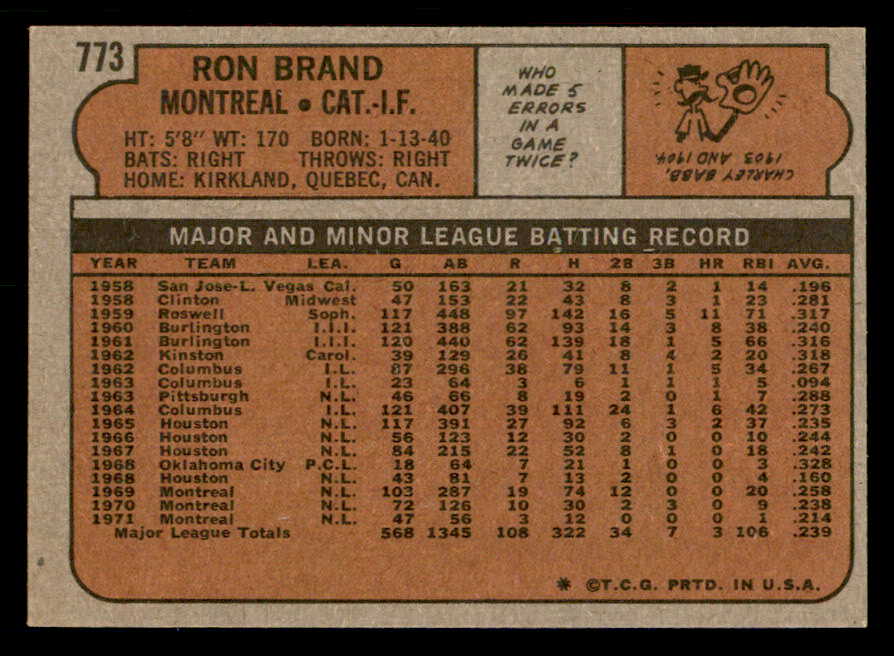 773
RON BRAND
MONTREAL • CAT.-I.F.
HT: 5'8" WT: 170 BORN: 1-13-40
BATS: RIGHT THROWS: RIGHT
HOME: KIRKLAND, QUEBEC, CAN.
WHO
MADE 5
ERRORS
IN A
GAME
TWICE?
CHARLEY BABB,
1903 AND 1904
MAJOR AND MINOR LEAGUE BATTING RECORD
YEAR TEAM LEA. G AB R H 2B 3B HR RBI AVG.
1958 San Jose-L. Vegas Cal. 50 163 21 32 8 2 1 14 .196
1958 Clinton Midwest 47 153 22 43 8 3 1 23 .281
1959 Roswell Soph. 117 448 97 142 16 5 11 71 .317
1960 Burlington I.I.I. 121 388 62 93 14 3 8 38 .240
1961 Burlington I.I.I. 120 440 62 139 18 1 5 66 .316
1962 Kinston Carol. 39 129 26 41 8 4 2 20 .318
1962 Columbus I.L. 87 296 38 79 11 1 5 34 .267
1963 Columbus I.L. 23 64 3 6 1 1 1 5 .094
1963 Pittsburgh N.L. 46 66 8 19 2 0 1 7 .288
1964 Columbus I.L. 121 407 39 111 24 1 6 42 .273
1965 Houston N.L. 117 391 27 92 6 3 2 37 .235
1966 Houston N.L. 56 123 12 30 2 0 0 10 .244
1967 Houston N.L. 84 215 22 52 8 1 0 18 .242
1968 Oklahoma City P.C.L. 18 64 7 21 1 0 0 3 .328
1968 Houston N.L. 43 81 7 13 2 0 0 4 .160
1969 Montreal N.L. 103 287 19 74 12 0 0 20 .258
1970 Montreal N.L. 72 126 10 30 2 3 0 9 .238
1971 Montreal N.L. 47 56 3 12 0 0 0 1 .214
Major League Totals 568 1345 108 322 34 7 3 106 .239
* ©T.C.G. PRTD. IN U.S.A.